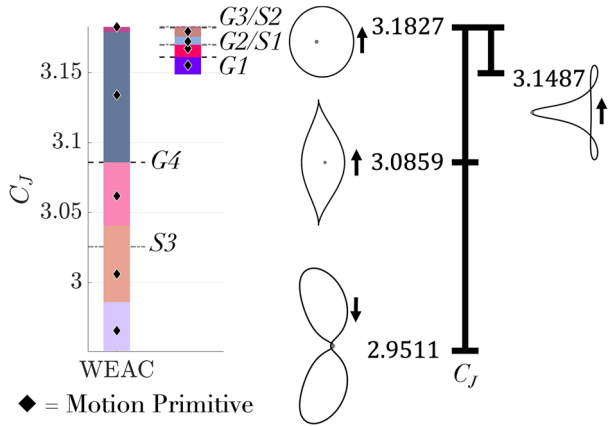 G3/S2
G2/S1
G1
3.15
3.1
3.05
3
C_J
G4
S3
WEAC
◆ = Motion Primitive
3.1827
3.1487
3.0859
2.9511
C_J